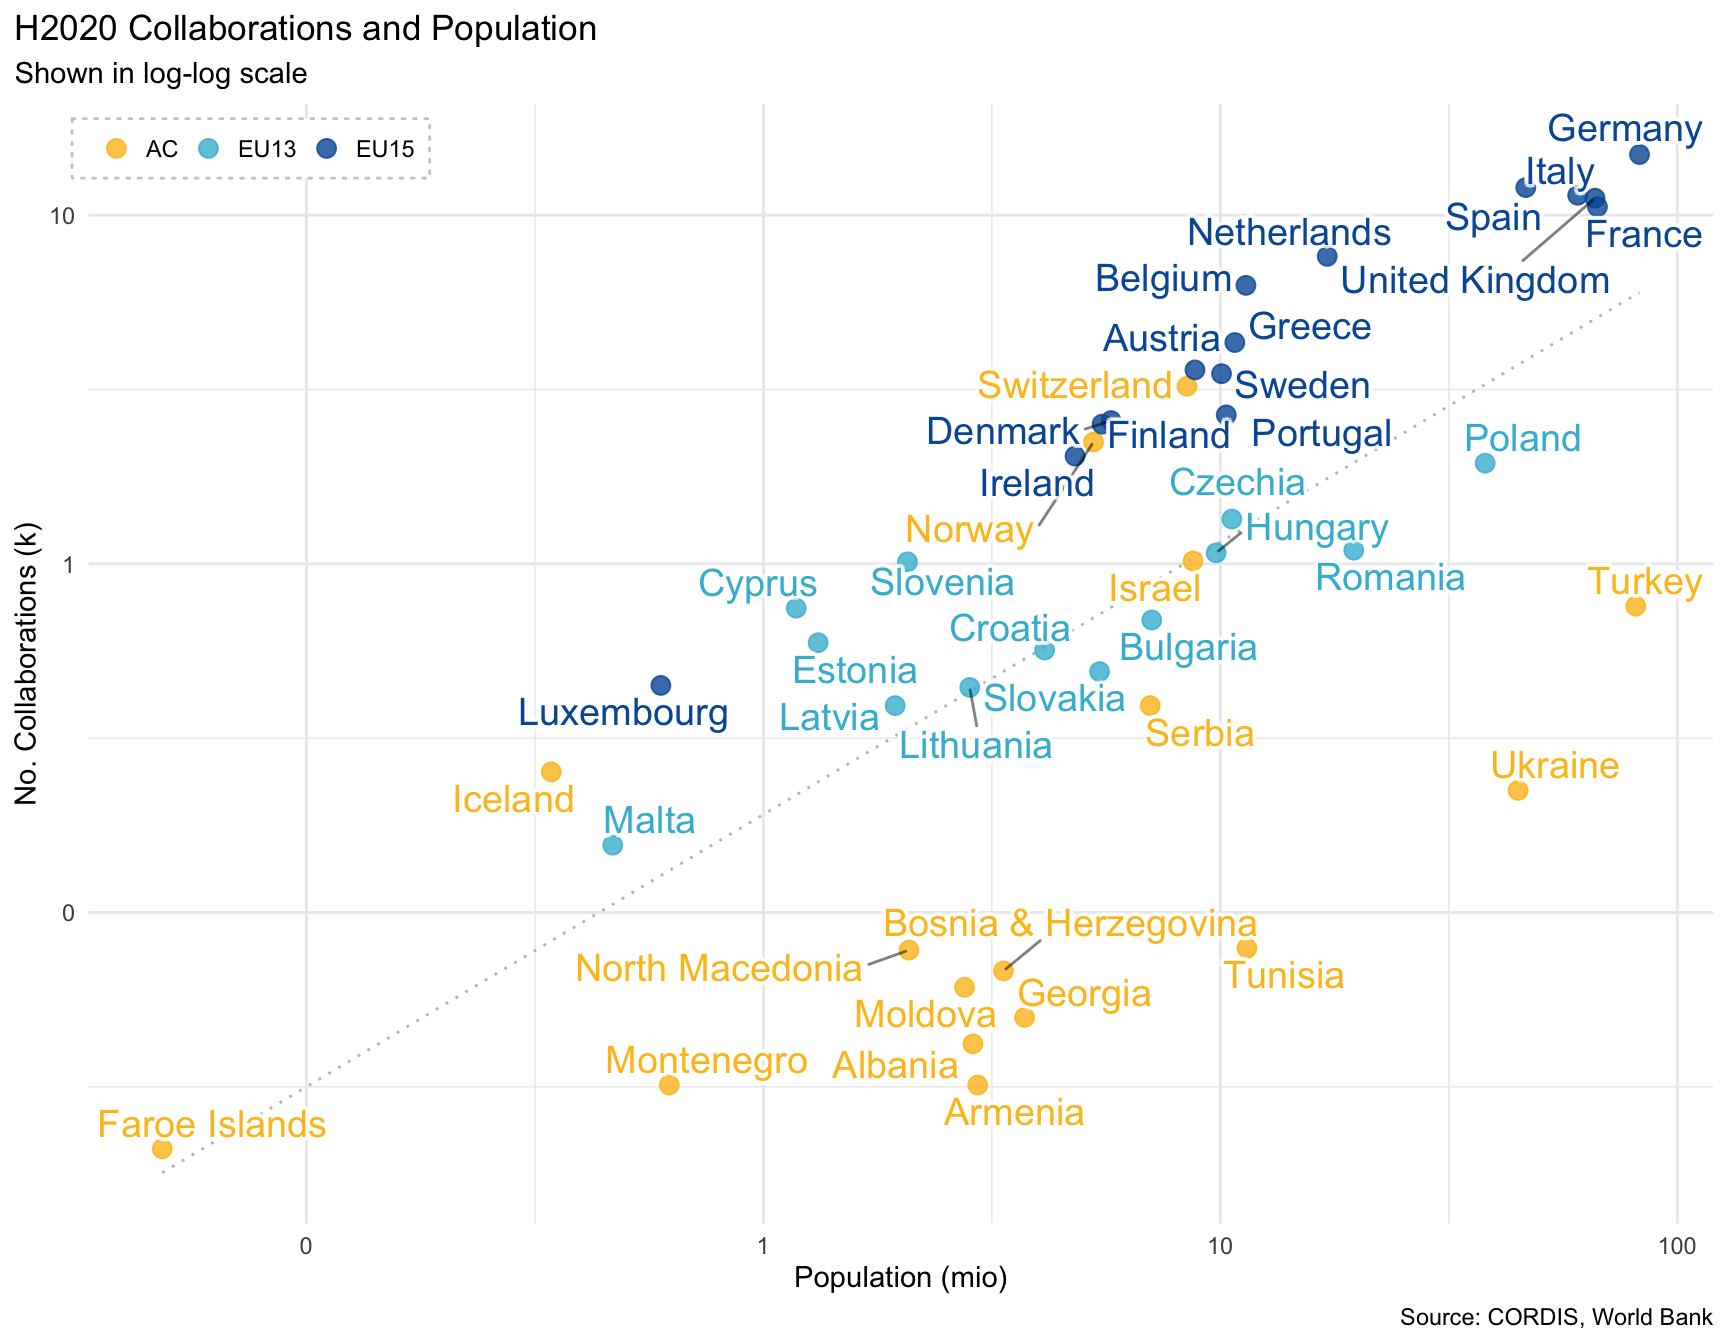 H2020 Collaborations and Population
Shown in log-log scale
AC EU13 EU15
Germany
Italy
Spain
France
Netherlands
United Kingdom
Belgium
Greece
Austria
Switzerland
Sweden
Denmark
Finland
Portugal
Poland
Ireland
Czechia
Norway
Hungary
Slovenia
Romania
Cyprus
Israel
Turkey
Croatia
Bulgaria
Estonia
Slovakia
Luxembourg
Latvia
Lithuania
Serbia
Ukraine
Iceland
Malta
Bosnia & Herzegovina
North Macedonia
Tunisia
Georgia
Moldova
Montenegro
Albania
Armenia
Faroe Islands
No. Collaborations (k)
10
1
0
0 1 10 100
Population (mio)
Source: CORDIS, World Bank